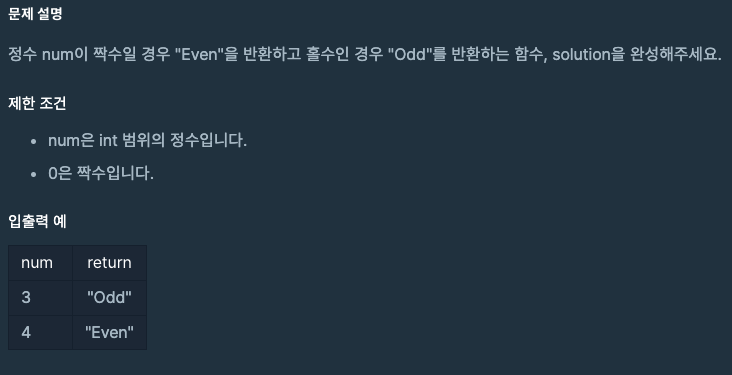 문제 설명
정수 num이 짝수일 경우 "Even"을 반환하고 홀수인 경우 "Odd"를 반환하는 함수, solution을 완성해주세요.
제한 조건
• num은 int 범위의 정수입니다.
• 0은 짝수입니다.
입출력 예
num return
3 "Odd"
4 "Even"